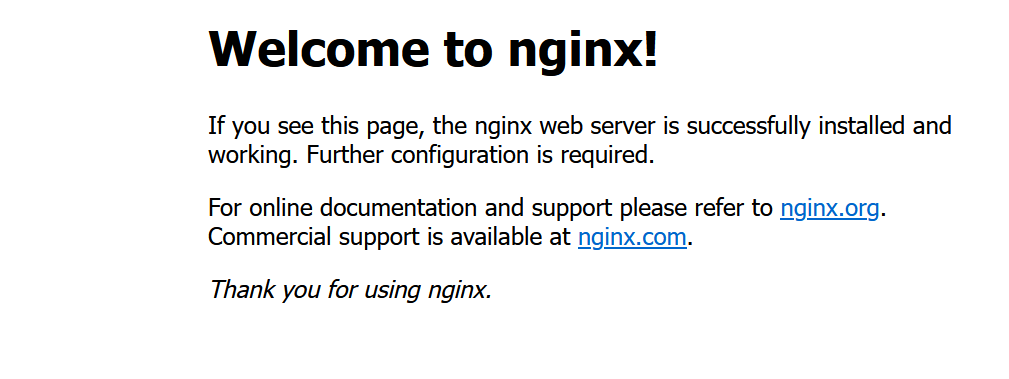 Welcome to nginx!
If you see this page, the nginx web server is successfully installed and
working. Further configuration is required.
For online documentation and support please refer to nginx.org.
Commercial support is available at nginx.com.
Thank you for using nginx.